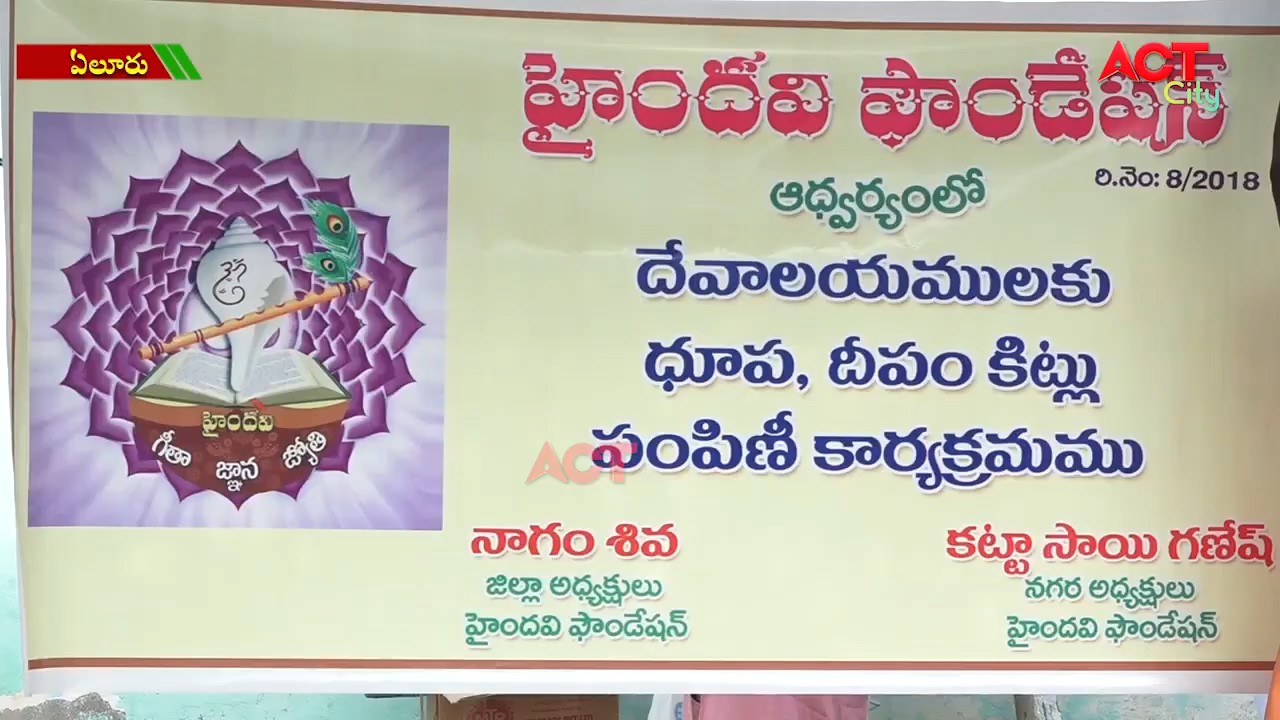 ఏలూరు
ACT
City
హైందవి ఫౌండేషన్
రి.నెం: 8/2018
ఆధ్వర్యంలో
దేవాలయములకు
ధూప, దీపం కిట్లు
పంపిణీ కార్యక్రమము
ACT
హైందవి
గీతా జ్ఞాన జ్యోతి
నాగం శివ
జిల్లా అధ్యక్షులు
హైందవి ఫౌండేషన్
కట్టా సాయి గణేష్
నగర అధ్యక్షులు
హైందవి ఫౌండేషన్